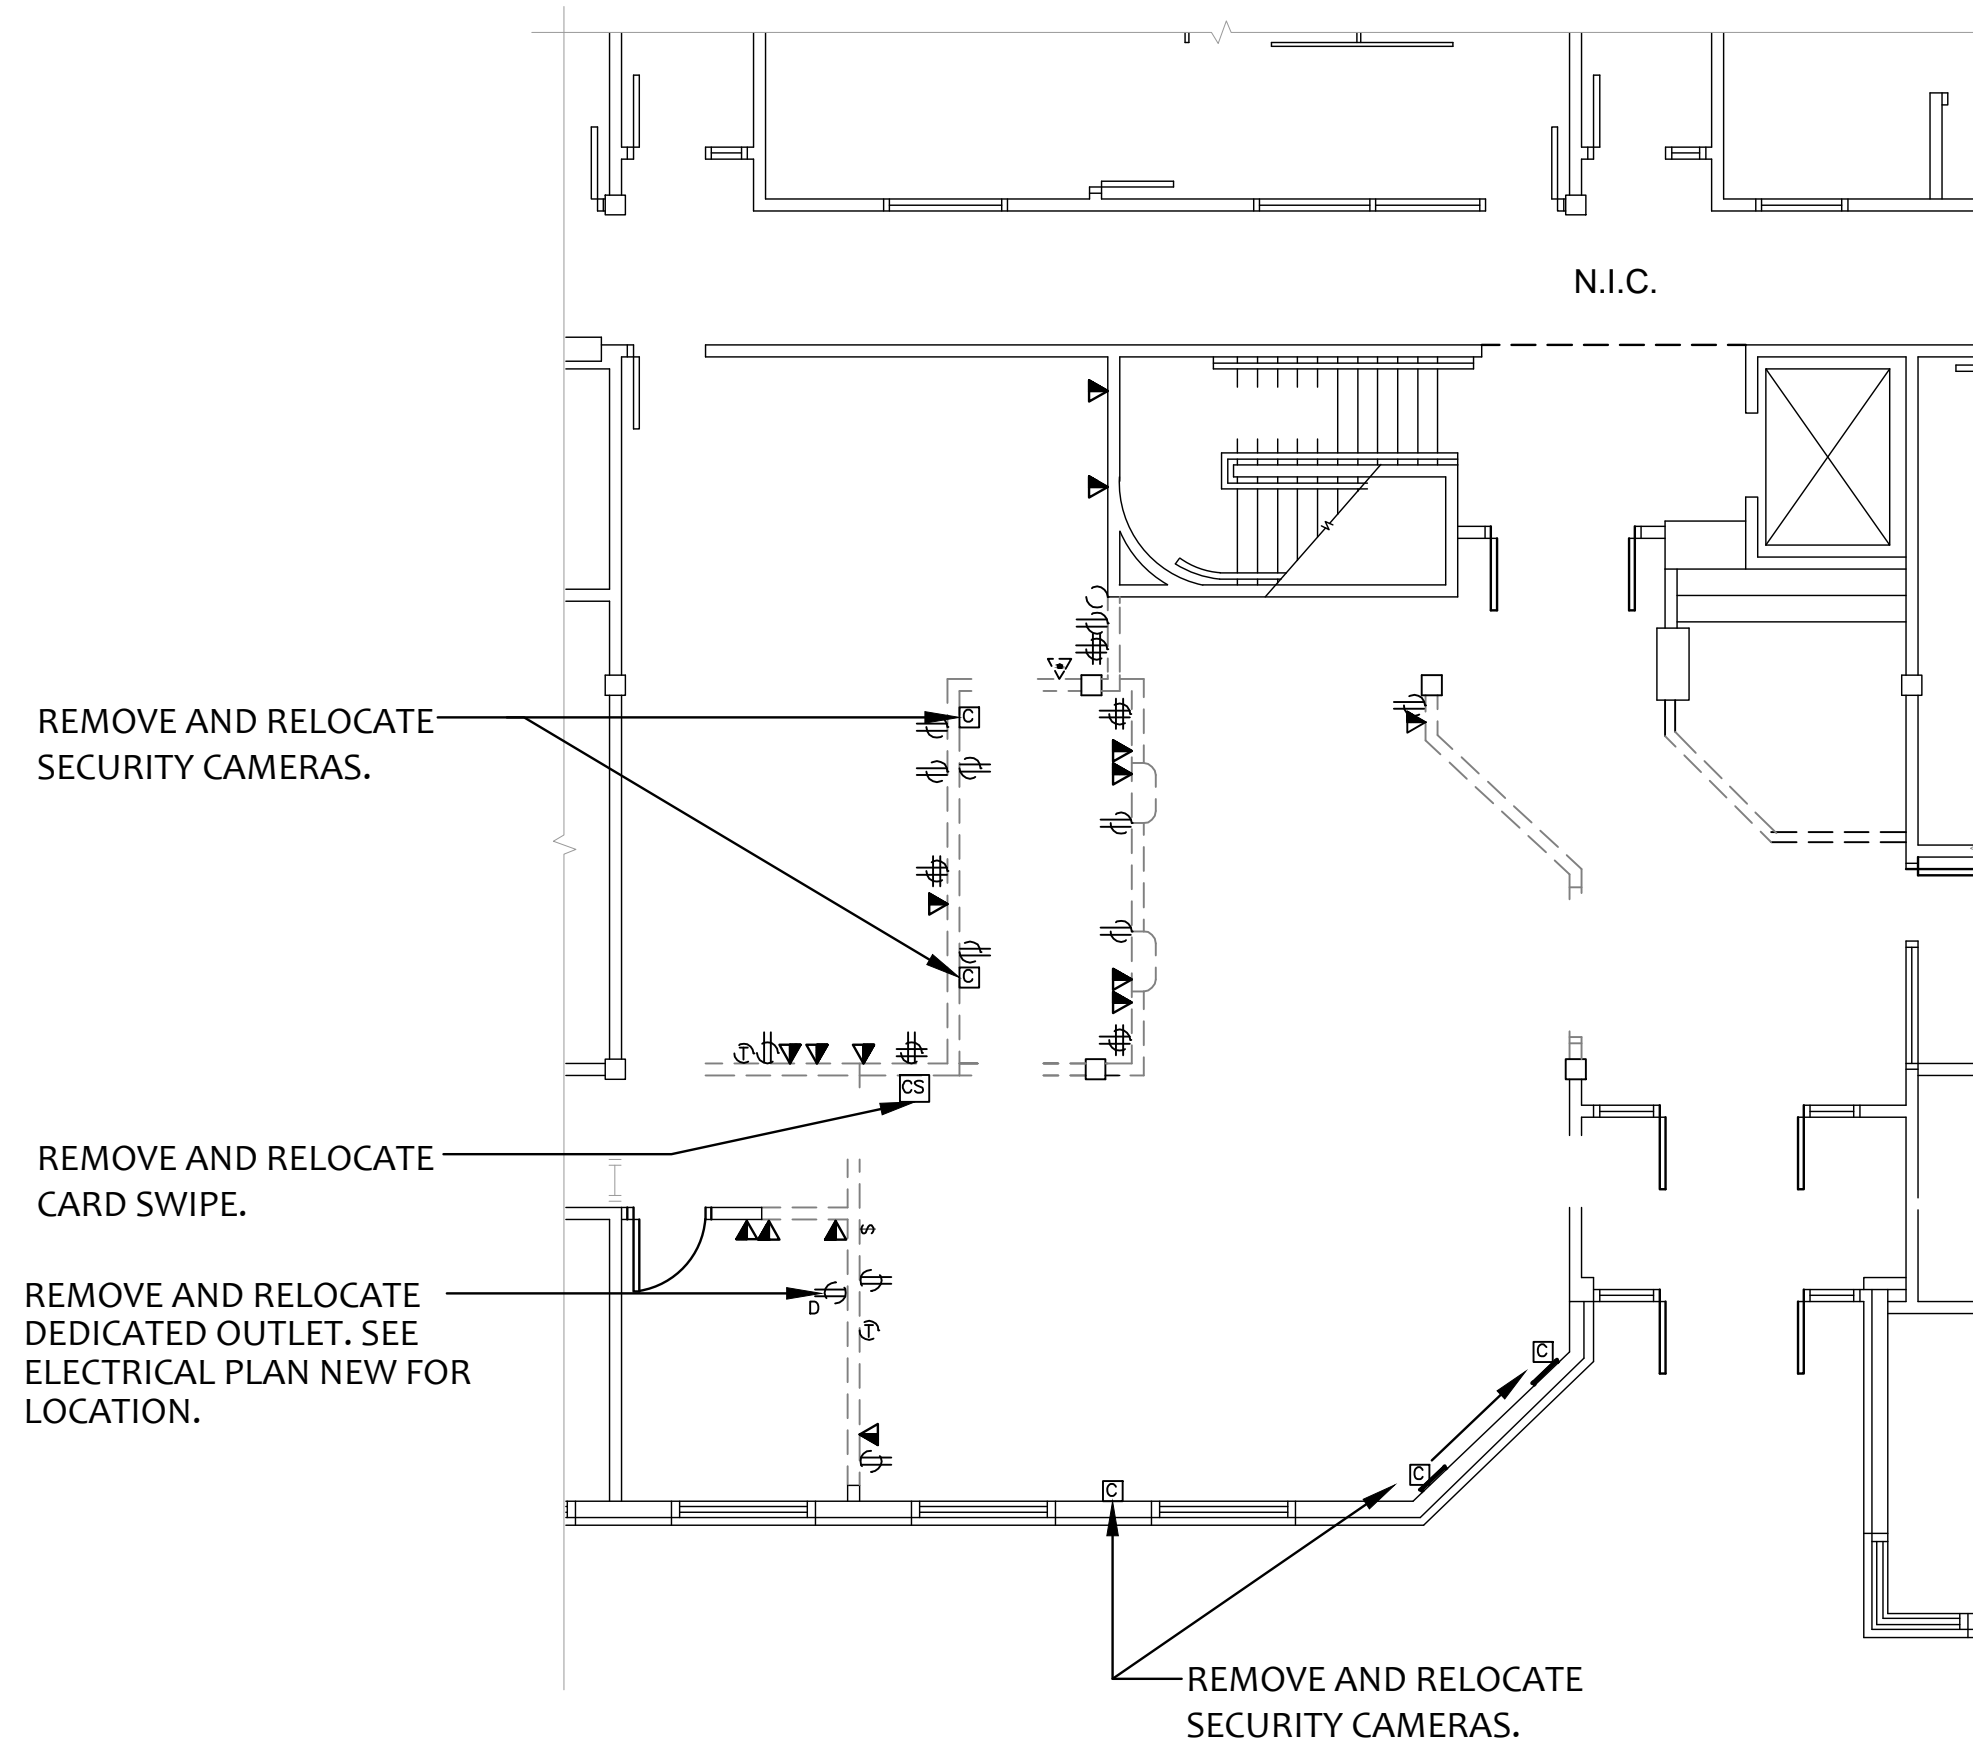 N.I.C.
REMOVE AND RELOCATE
SECURITY CAMERAS.
C
C
CS
REMOVE AND RELOCATE
CARD SWIPE.
T
S
REMOVE AND RELOCATE
DEDICATED OUTLET. SEE
ELECTRICAL PLAN NEW FOR
LOCATION.
D
T
C
C
C
REMOVE AND RELOCATE
SECURITY CAMERAS.